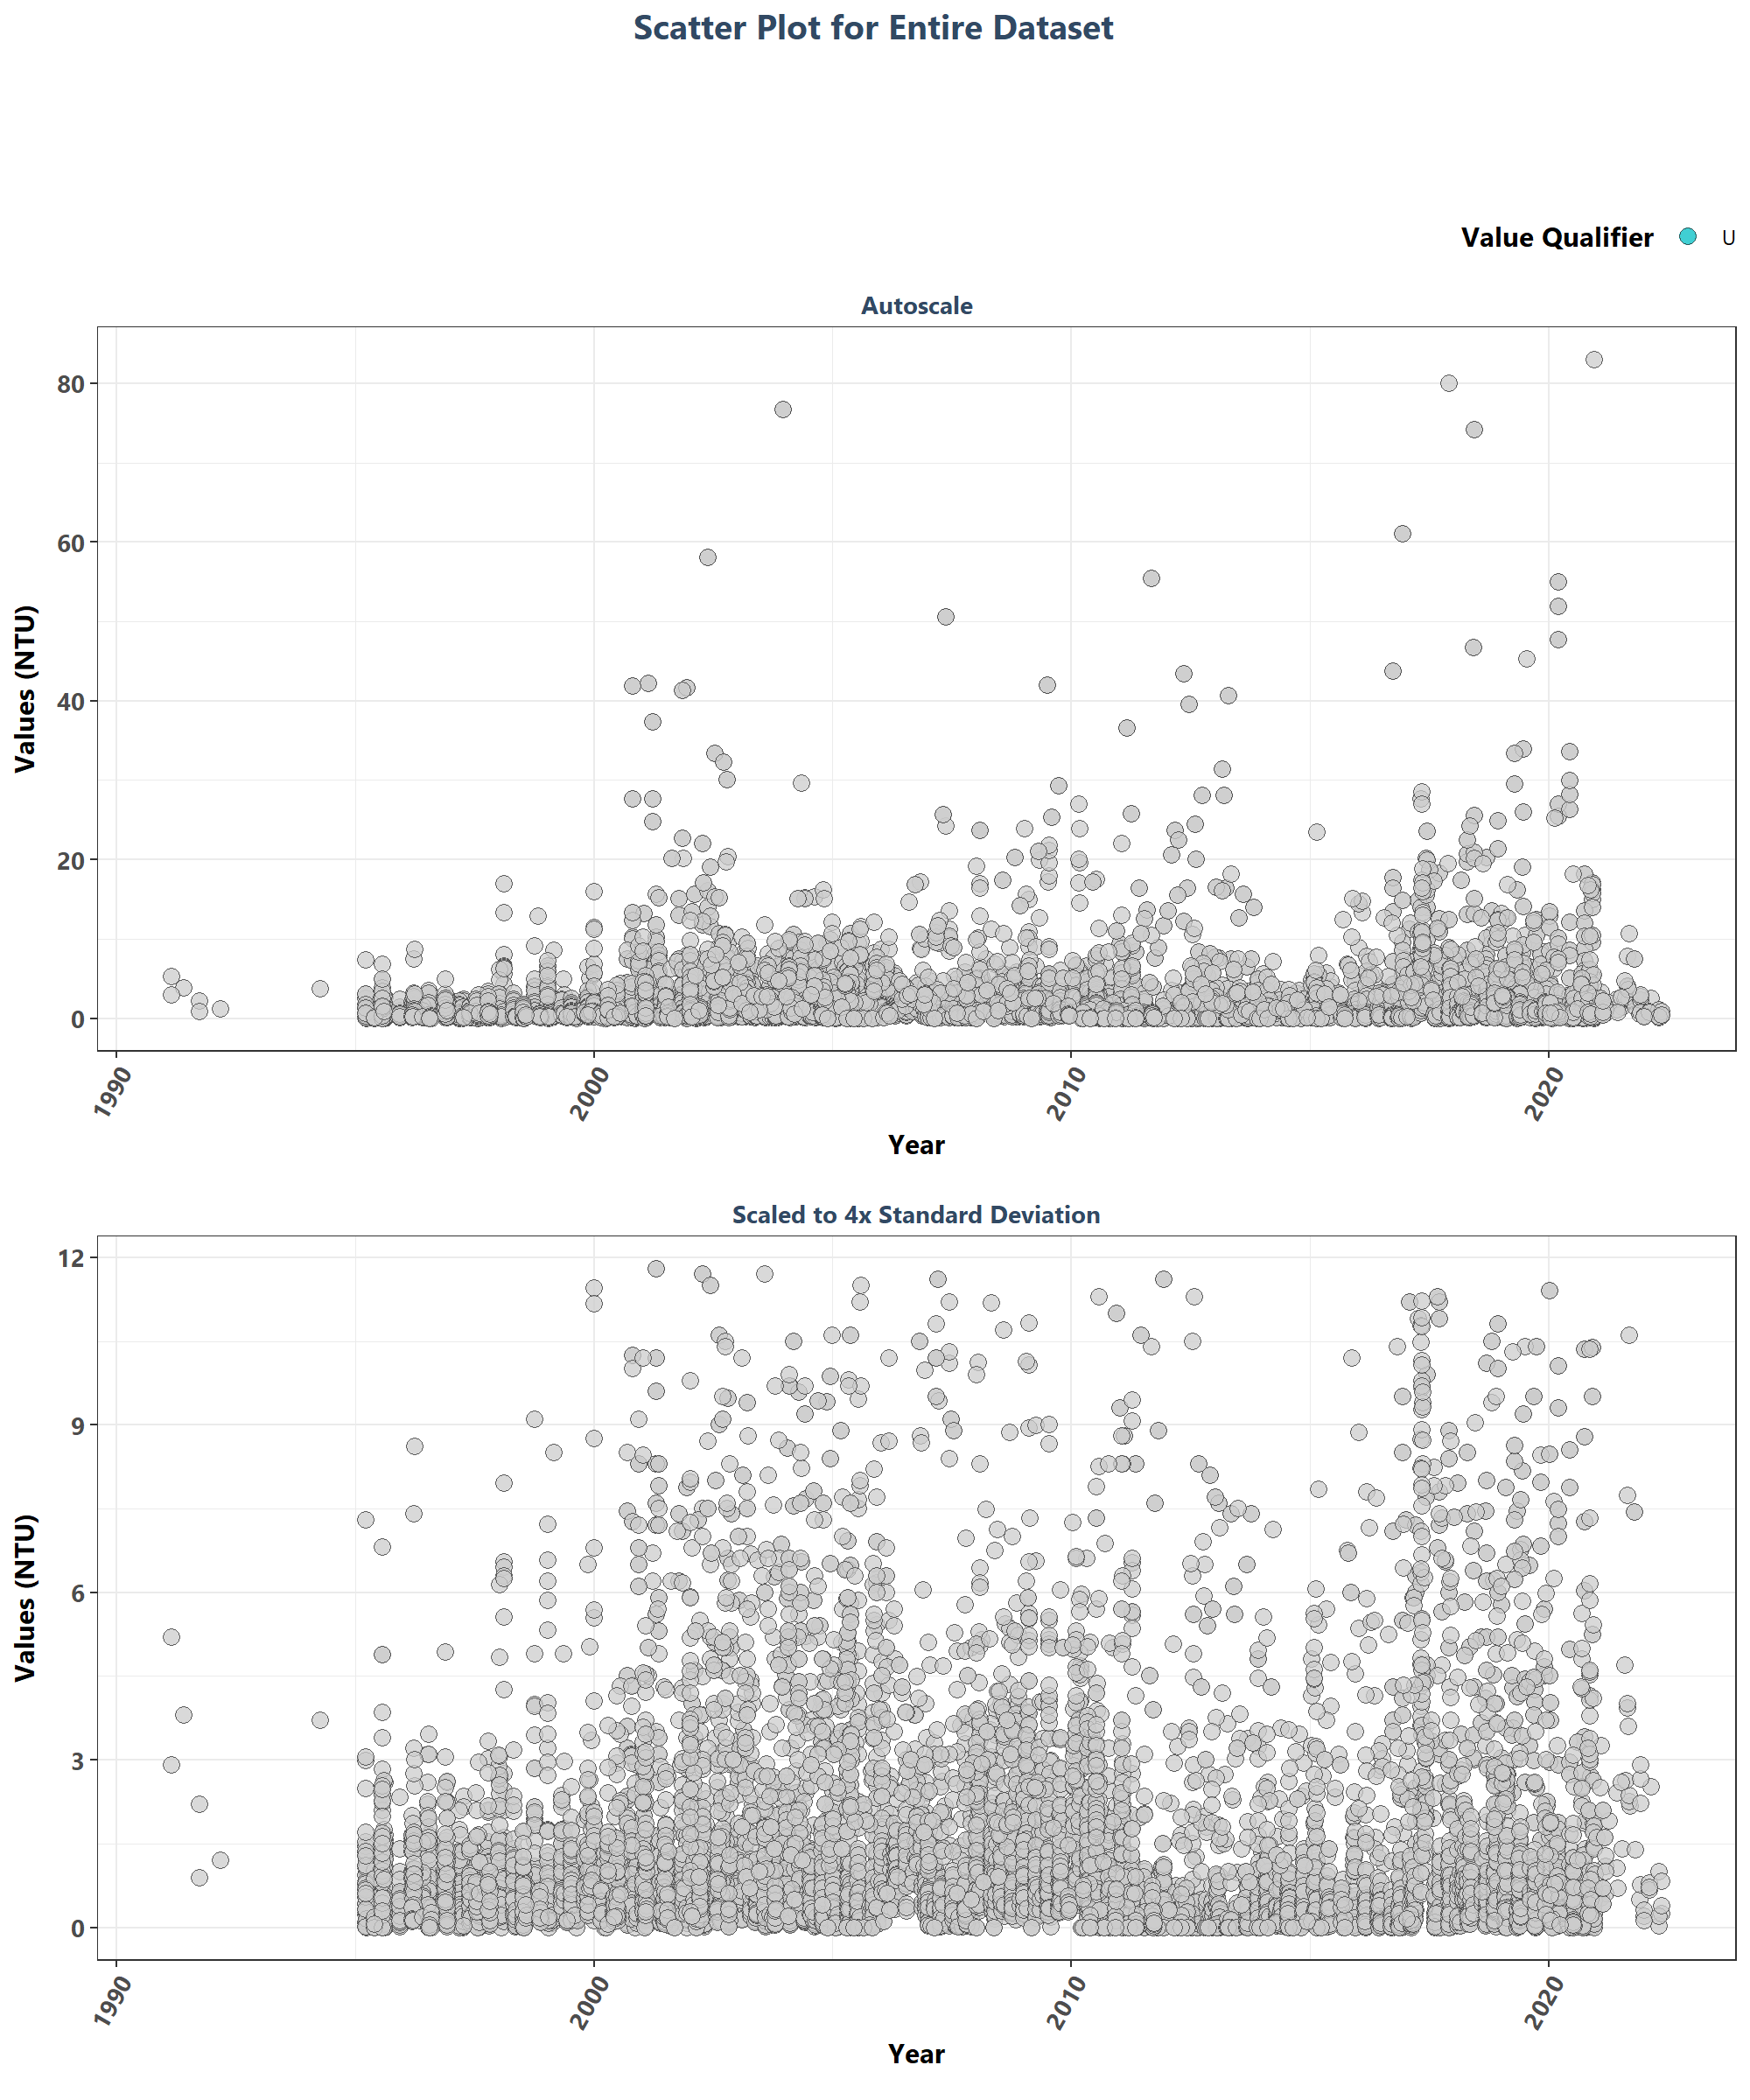 Scatter Plot for Entire Dataset
Value Qualifier U
Autoscale
80
60
40
20
0
Values (NTU)
1990 2000 2010 2020
Year
Scaled to 4x Standard Deviation
12
9
6
3
0
Values (NTU)
1990 2000 2010 2020
Year